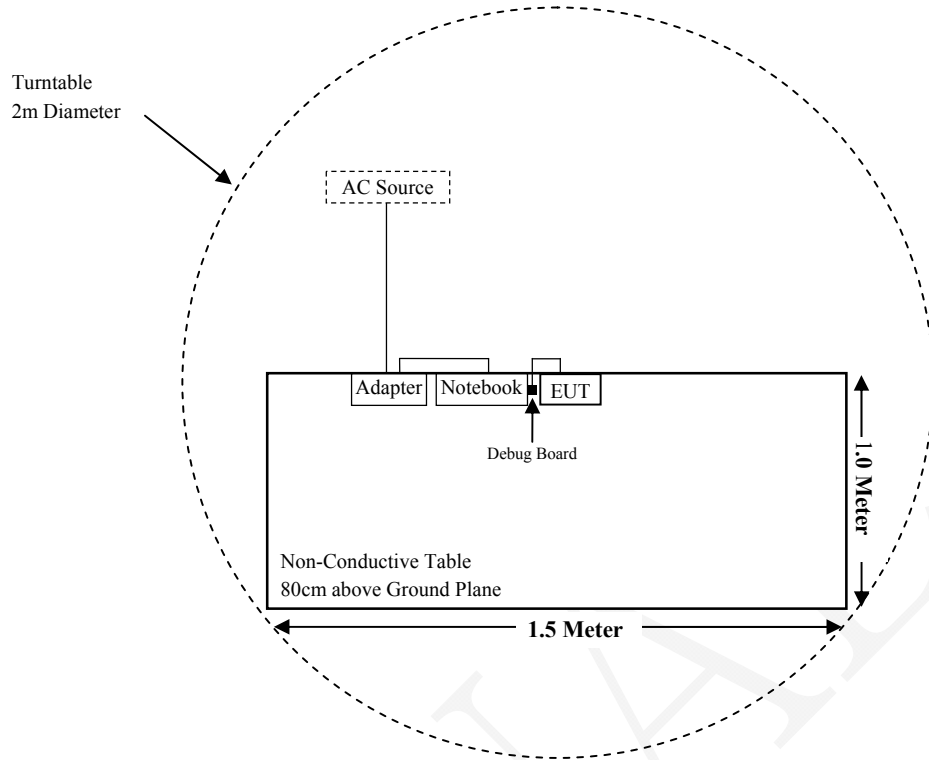 Turntable
2m Diameter
AC Source
Adapter
Notebook
EUT
Debug Board
1.0 Meter
Non-Conductive Table
80cm above Ground Plane
1.5 Meter